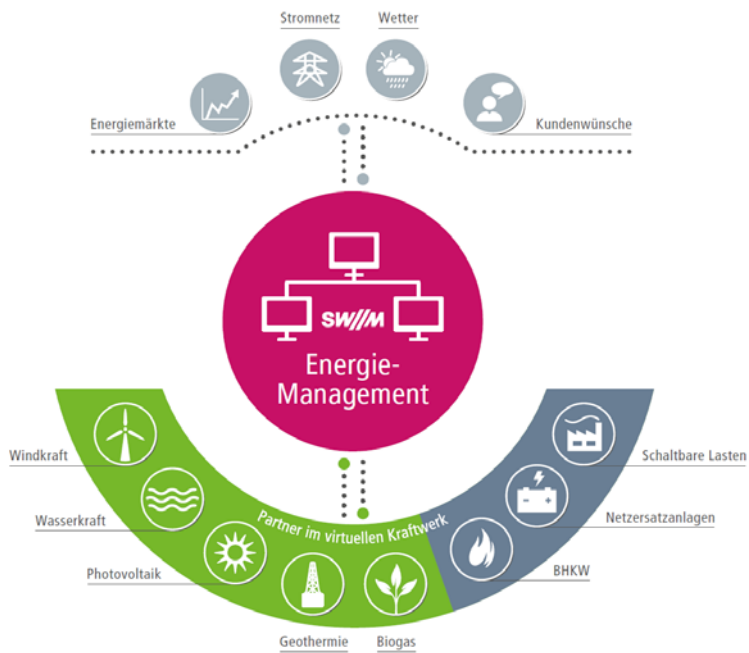 Stromnetz
Wetter
Energiemärkte
Kundenwünsche
SW//M
Energie-
Management
Windkraft
Schaltbare Lasten
Wasserkraft
Netzersatzanlagen
Partner im virtuellen Kraftwerk
Photovoltaik
BHKW
Geothermie
Biogas